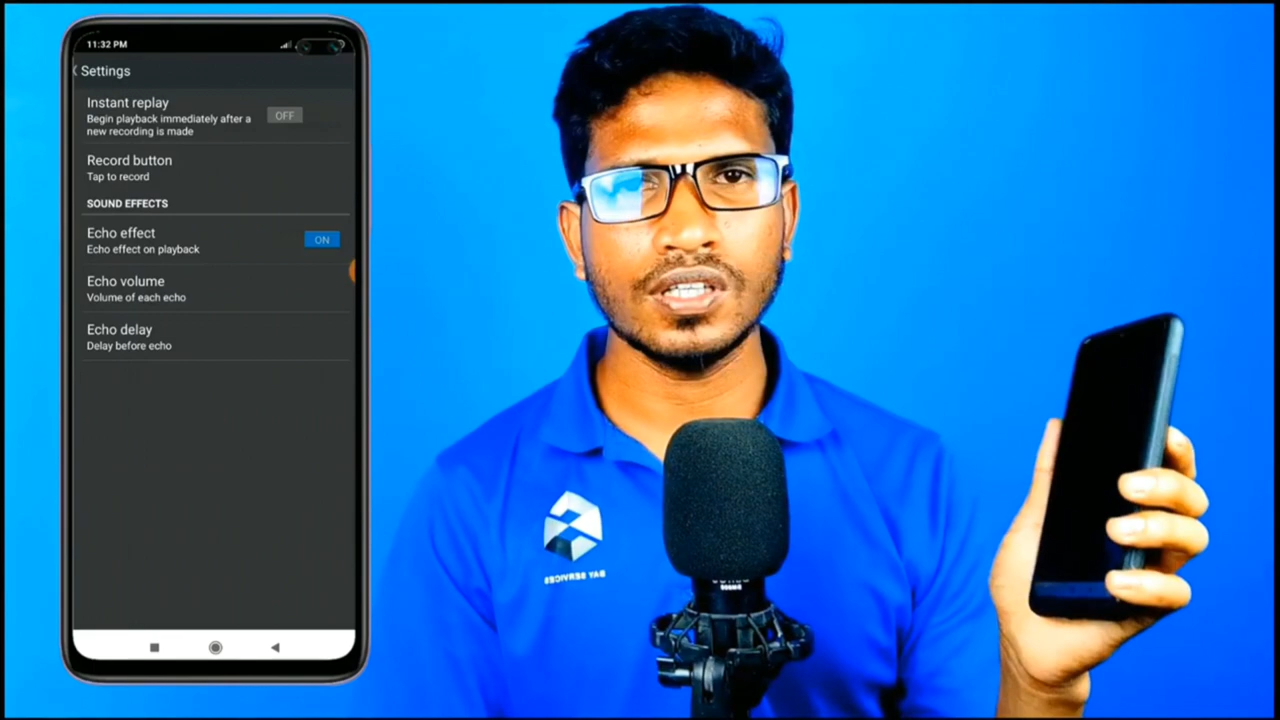 11:32 PM
Settings
Instant replay
Begin playback immediately after a
new recording is made
OFF
Record button
Tap to record
SOUND EFFECTS
Echo effect
Echo effect on playback
ON
Echo volume
Volume of each echo
Echo delay
Delay before echo
BAY SERVICES